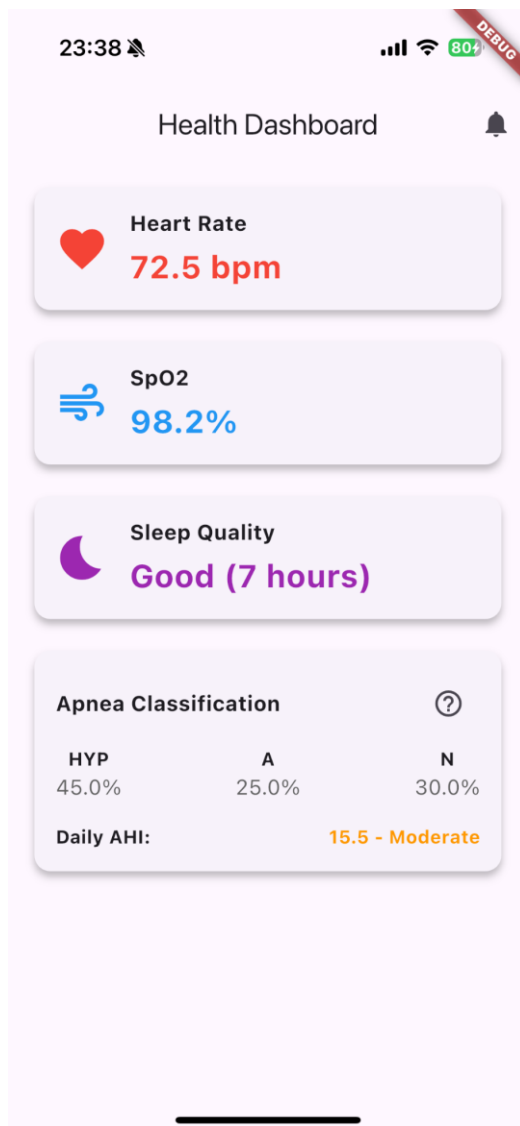 23:38
80
DEBUG
Health Dashboard
Heart Rate
72.5 bpm
SpO2
98.2%
Sleep Quality
Good (7 hours)
Apnea Classification
HYP A N
45.0% 25.0% 30.0%
Daily AHI: 15.5 - Moderate